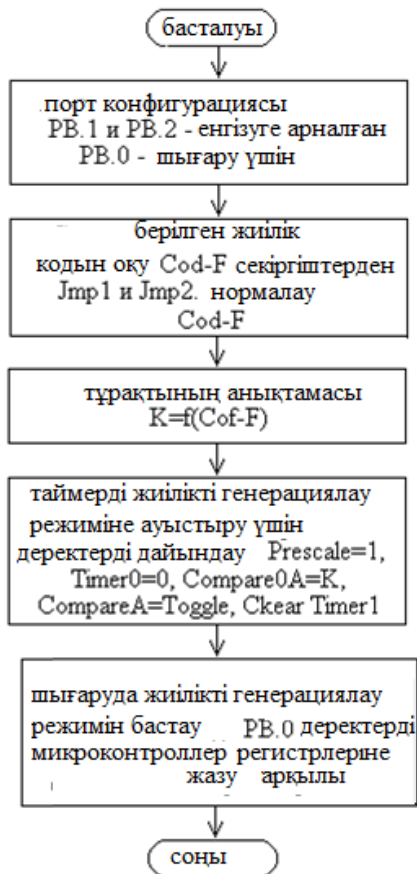 басталуы
порт конфигурациясы
PB.1 и PB.2 - енгізуге арналған
PB.0 - шығару үшін
берілген жиілік
кодын оқу Cod-F секіргіштерден
Jmp1 и Jmp2. нормалау
Cod-F
тұрақтының анықтамасы
K=f(Cof-F)
таймерді жиілікті генерациялау
режиміне ауыстыру үшін
деректерді дайындау Prescale=1,
Timer0=0, Compare0A=K,
CompareA=Toggle, Ckear Timer1
шығаруда жиілікті генерациялау
режимін бастау PB.0 деректерді
микроконтроллер регистрлеріне
жазу арқылы
соңы